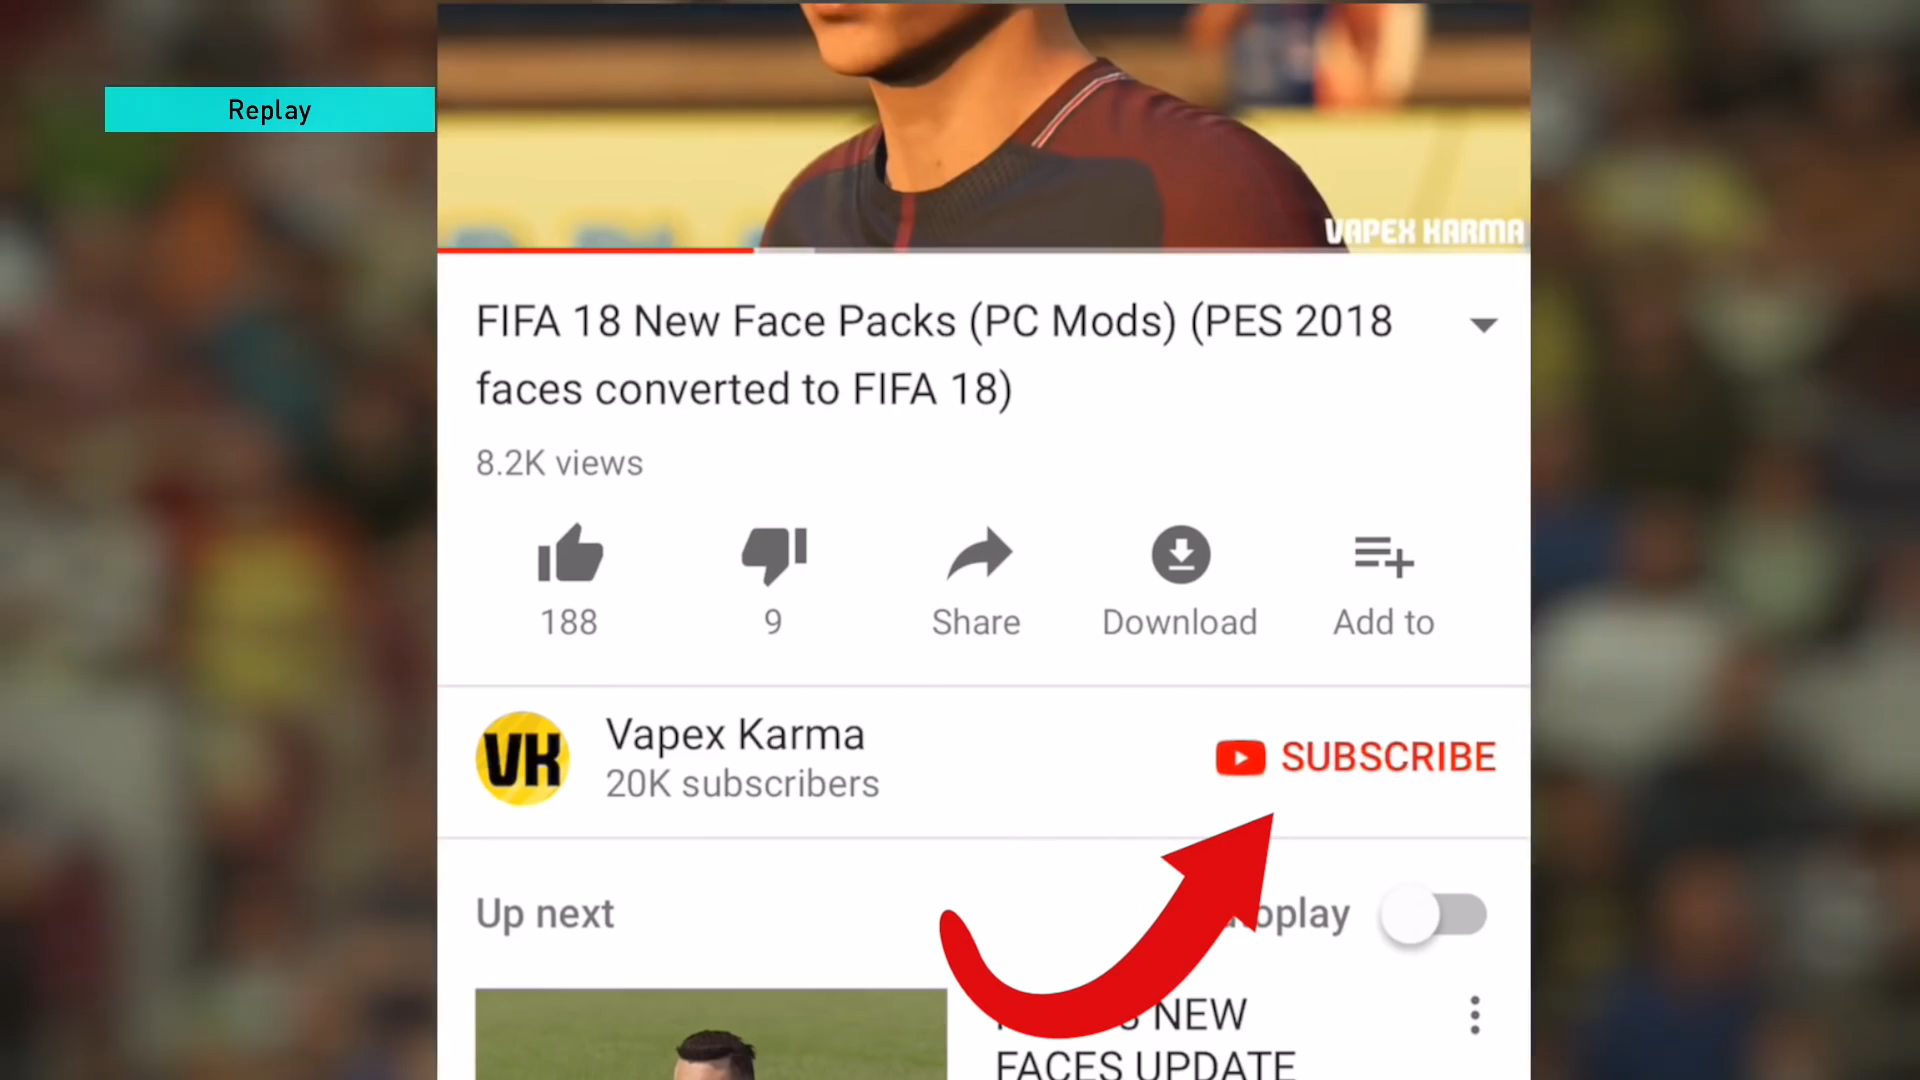 Replay
VAPEX KARMA
FIFA 18 New Face Packs (PC Mods) (PES 2018
faces converted to FIFA 18)
8.2K views
188
9
Share
Download
Add to
VK
Vapex Karma
20K subscribers
SUBSCRIBE
Up next
oplay
NEW
FACES UPDATE